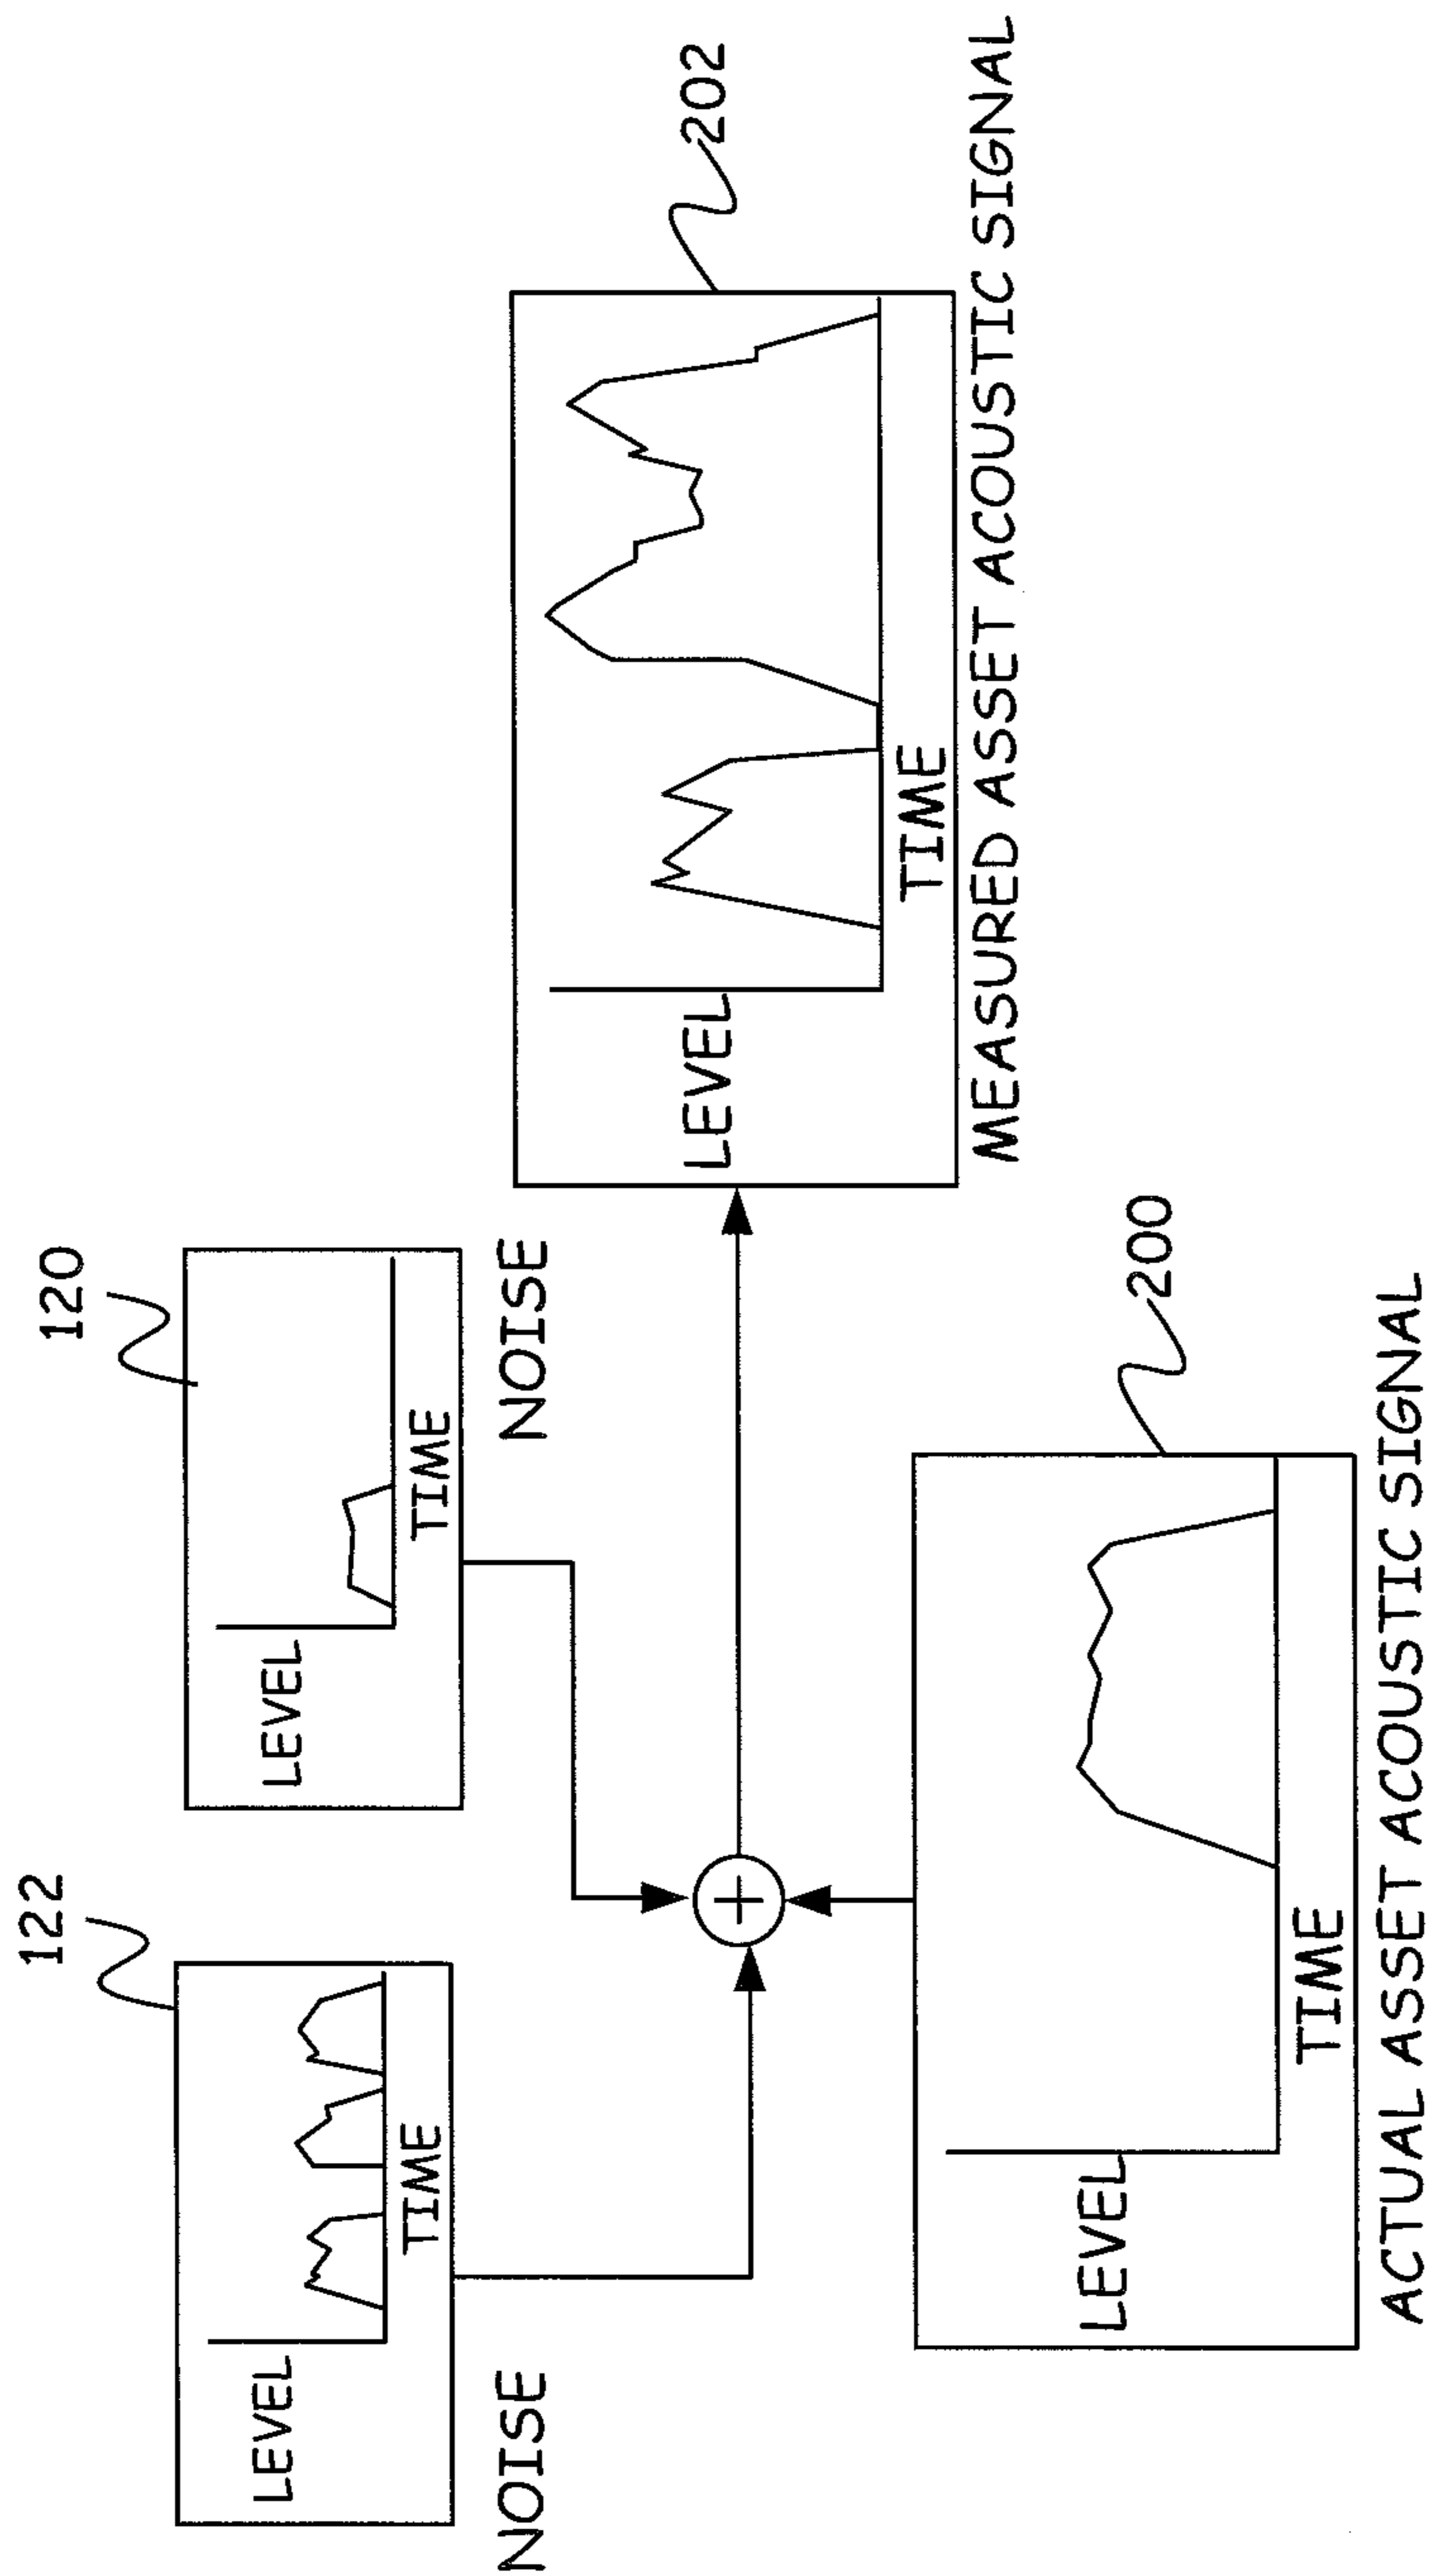 122
LEVEL
TIME
NOISE
120
LEVEL
TIME
NOISE
+
202
LEVEL
TIME
MEASURED ASSET ACOUSTIC SIGNAL
200
LEVEL
TIME
ACTUAL ASSET ACOUSTIC SIGNAL